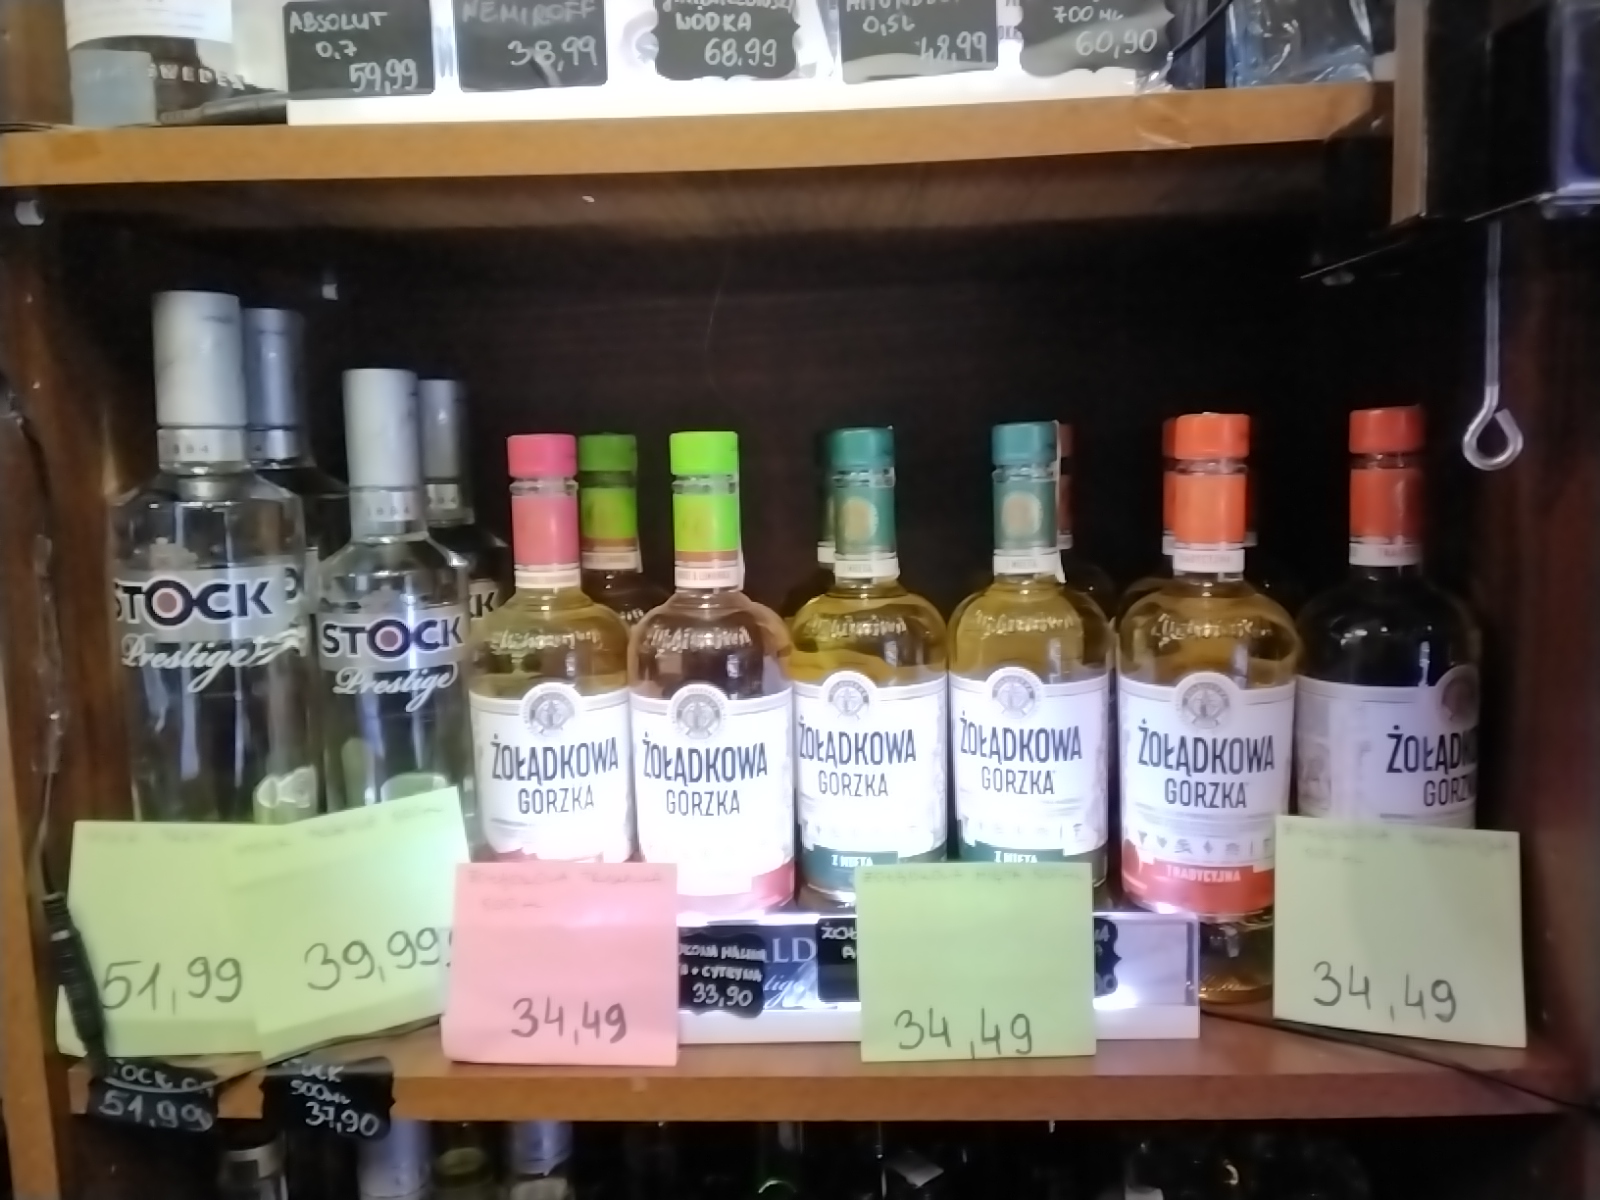 ABSOLUT
0,7
59,99
NEMIROFF
38,99
WÓDKA
68.99
0,5L
48,99
700 ML
60,90
SWEDEN
STOCK
Prestige
STOCK
Prestige
ŻOŁĄDKOWA
GORZKA
ŻOŁĄDKOWA
GORZKA
ŻOŁĄDKOWA
GORZKA
Z MIĘTĄ
ŻOŁĄDKOWA
GORZKA
Z MIĘTĄ
ŻOŁĄDKOWA
GORZKA
TRADYCYJNA
ŻOŁĄDKOWA
GORZKA
51,99
39,99
34,49
+ CYTRYNA
33,90
34,49
34,49
51,99
500ML
37,90